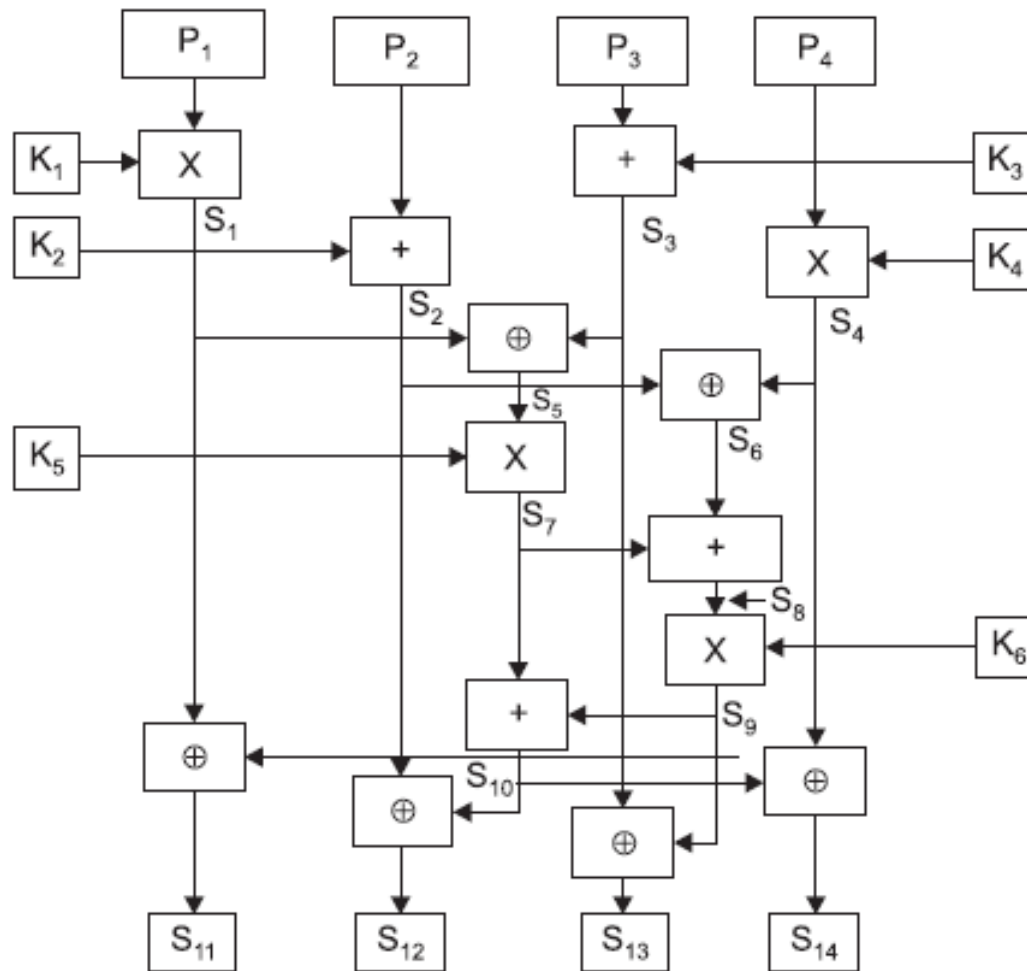 P₁ P₂ P₃ P₄
K₁ X + K₃
S₁ S₃
K₂ + X K₄
S₂ ⊕ S₄
⊕
S₅
K₅ X S₆
S₇ +
S₈
X K₆
+ S₉
⊕ S₁₀ ⊕
⊕ ⊕
S₁₁ S₁₂ S₁₃ S₁₄